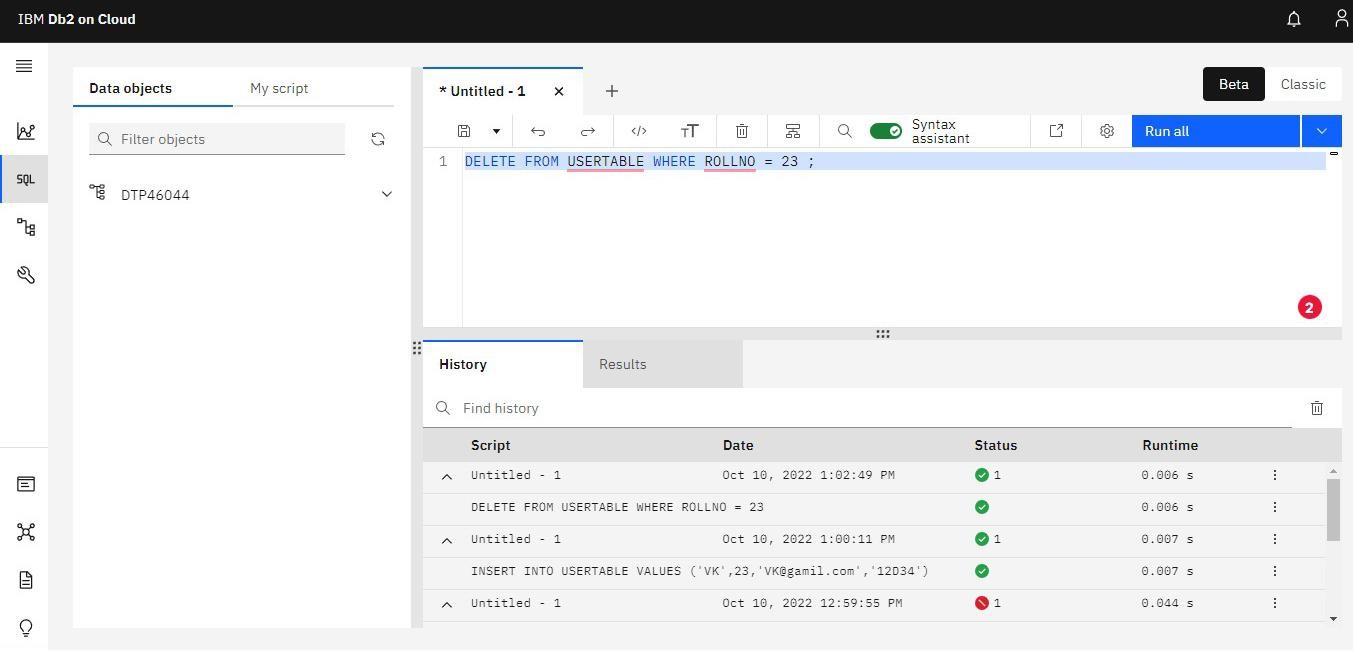 IBM Db2 on Cloud
Data objects
My script
* Untitled - 1
Beta
Classic
Filter objects
Syntax
assistant
Run all
SQL
DTP46044
1 DELETE FROM USERTABLE WHERE ROLLNO = 23 ;
2
History
Results
Find history
Script Date Status Runtime
Untitled - 1 Oct 10, 2022 1:02:49 PM 1 0.006 s
DELETE FROM USERTABLE WHERE ROLLNO = 23 0.006 s
Untitled - 1 Oct 10, 2022 1:00:11 PM 1 0.007 s
INSERT INTO USERTABLE VALUES ('VK',23,'VK@gamil.com','12D34') 0.007 s
Untitled - 1 Oct 10, 2022 12:59:55 PM 1 0.044 s